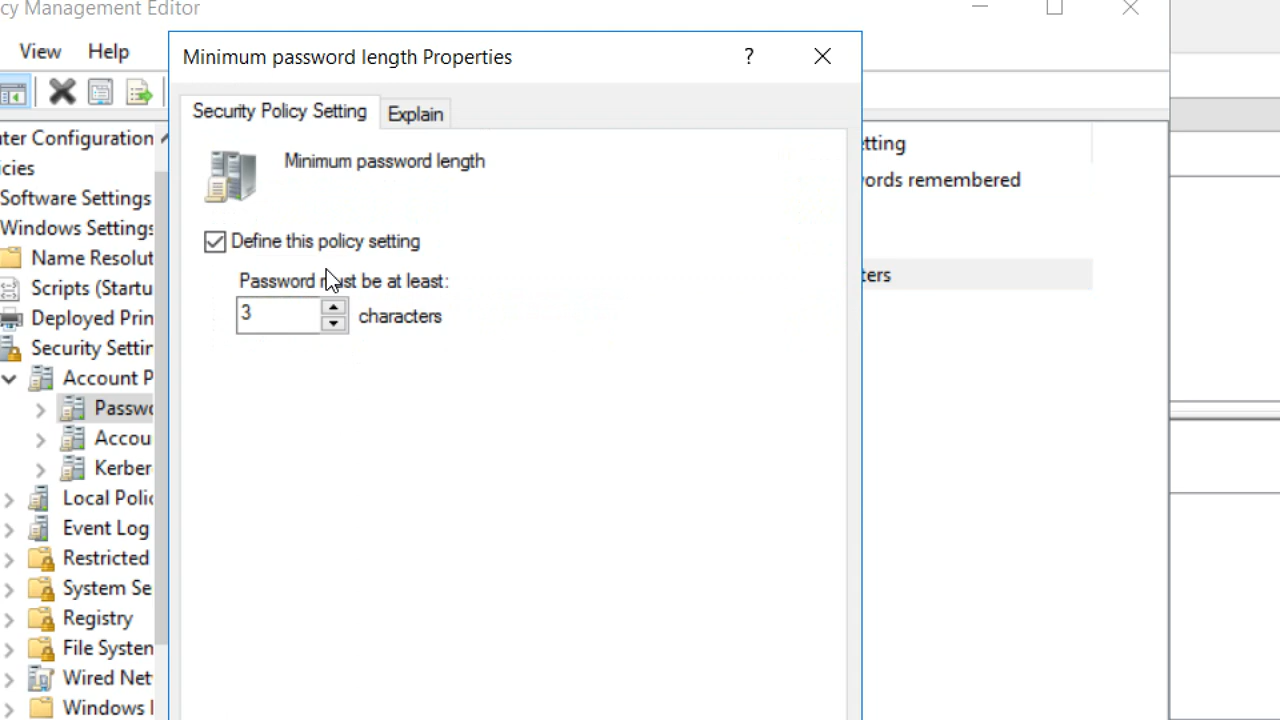 cy Management Editor
View Help
Minimum password length Properties
?
Security Policy Setting
Explain
Minimum password length
Define this policy setting
Password must be at least:
3
characters
ter Configuration
icies
Software Settings
Windows Settings
Name Resolut
Scripts (Startu
Deployed Prin
Security Settin
Account P
Passwo
Accou
Kerber
Local Polic
Event Log
Restricted
System Se
Registry
File System
Wired Net
Windows
tting
ords remembered
ters